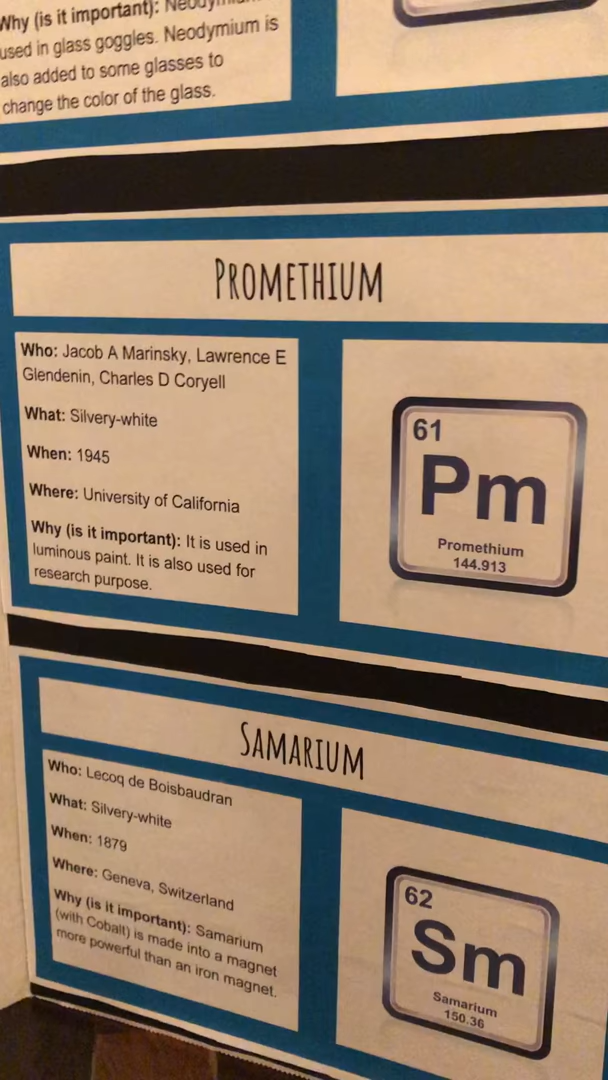 Why (is it important): Neodymium
used in glass goggles. Neodymium is
also added to some glasses to
change the color of the glass.
PROMETHIUM
Who: Jacob A Marinsky, Lawrence E
Glendenin, Charles D Coryell
What: Silvery-white
When: 1945
Where: University of California
Why (is it important): It is used in
luminous paint. It is also used for
research purpose.
61
Pm
Promethium
144.913
SAMARIUM
Who: Lecoq de Boisbaudran
What: Silvery-white
When: 1879
Where: Geneva, Switzerland
Why (is it important): Samarium
(with Cobalt) is made into a magnet
more powerful than an iron magnet.
62
Sm
Samarium
150.36